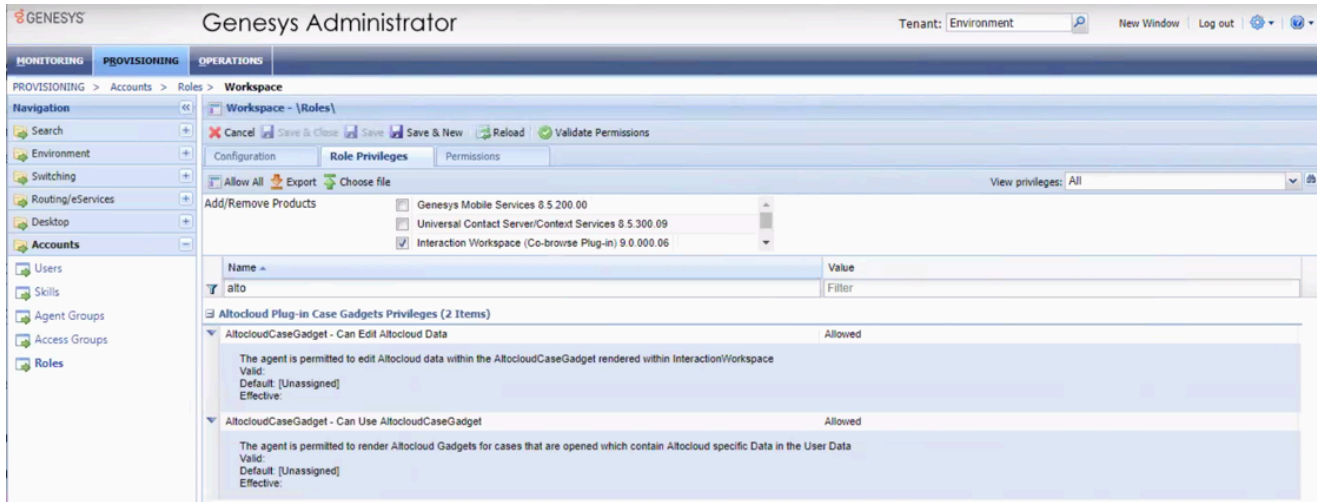 GENESYS
Genesys Administrator
Tenant: Environment
New Window
Log out
MONITORING PROVISIONING OPERATIONS
PROVISIONING > Accounts > Roles > Workspace
Navigation
Workspace - \Roles\
Search
Cancel Save & Close Save Save & New Reload Validate Permissions
Environment
Configuration Role Privileges Permissions
Switching
Allow All Export Choose file
View privileges: All
Routing/eServices
Add/Remove Products
Genesys Mobile Services 8.5.200.00
Desktop
Universal Contact Server/Context Services 8.5.300.09
Accounts
Interaction Workspace (Co-browse Plug-in) 9.0.000.06
Users
Skills
Agent Groups
Access Groups
Roles
Name Value
alto Filter
Altocloud Plug-in Case Gadgets Privileges (2 Items)
AltocloudCaseGadget - Can Edit Altocloud Data Allowed
The agent is permitted to edit Altocloud data within the AltocloudCaseGadget rendered within InteractionWorkspace
Valid:
Default: [Unassigned]
Effective:
AltocloudCaseGadget - Can Use AltocloudCaseGadget Allowed
The agent is permitted to render Altocloud Gadgets for cases that are opened which contain Altocloud specific Data in the User Data
Valid:
Default: [Unassigned]
Effective: